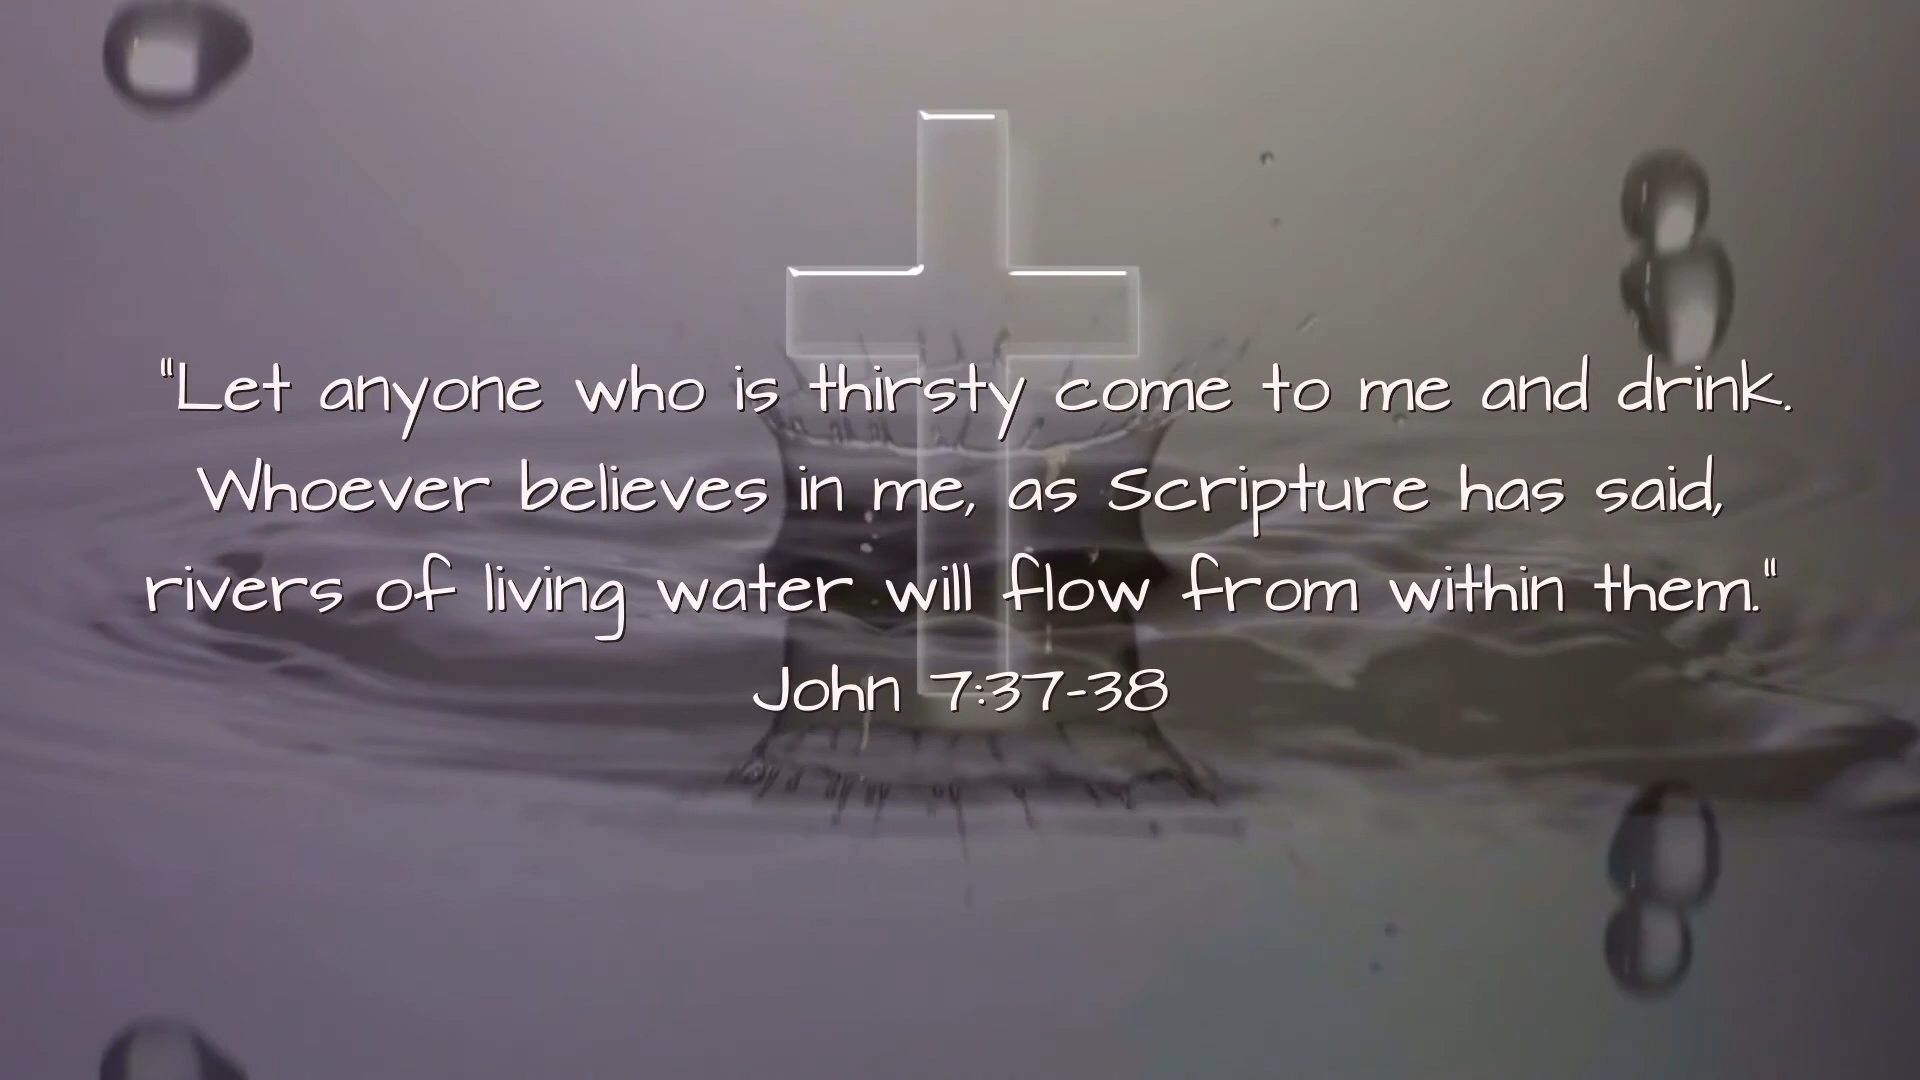 "Let anyone who is thirsty come to me and drink.
Whoever believes in me, as Scripture has said,
rivers of living water will flow from within them."
John 7:37-38